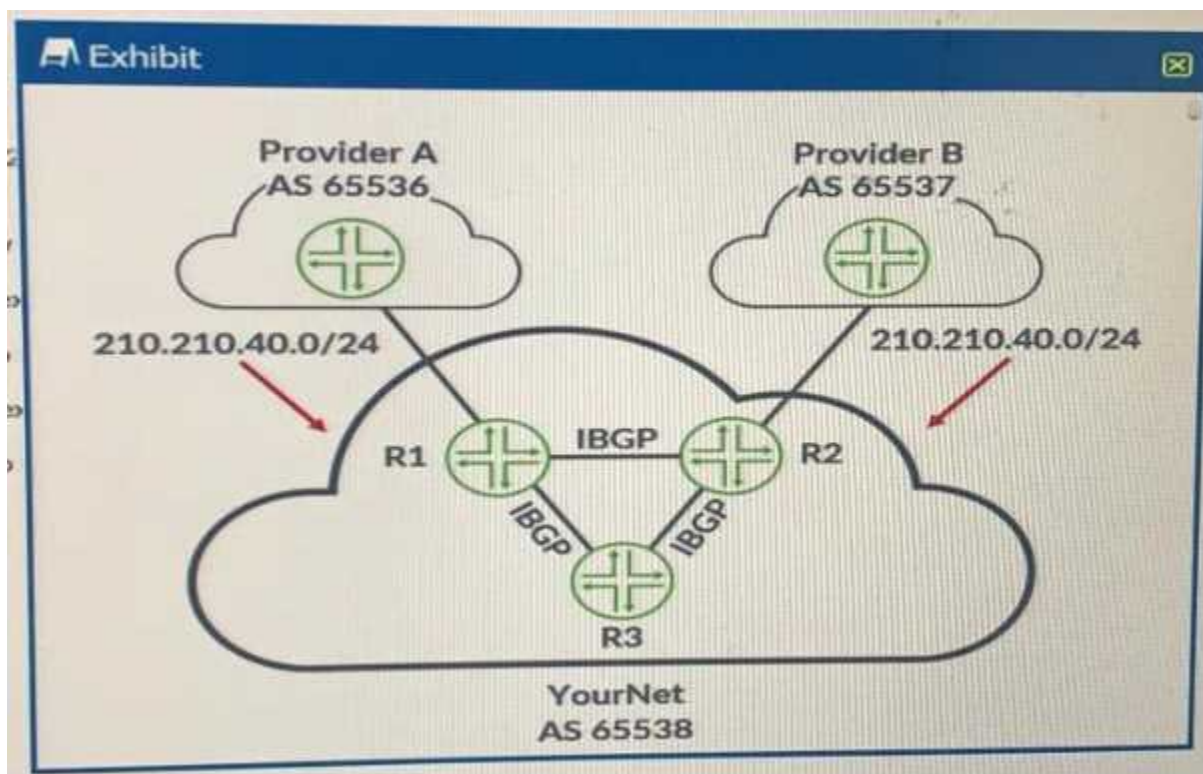 Exhibit
Provider A
AS 65536
Provider B
AS 65537
210.210.40.0/24
210.210.40.0/24
R1
IBGP
R2
IBGP
IBGP
R3
YourNet
AS 65538